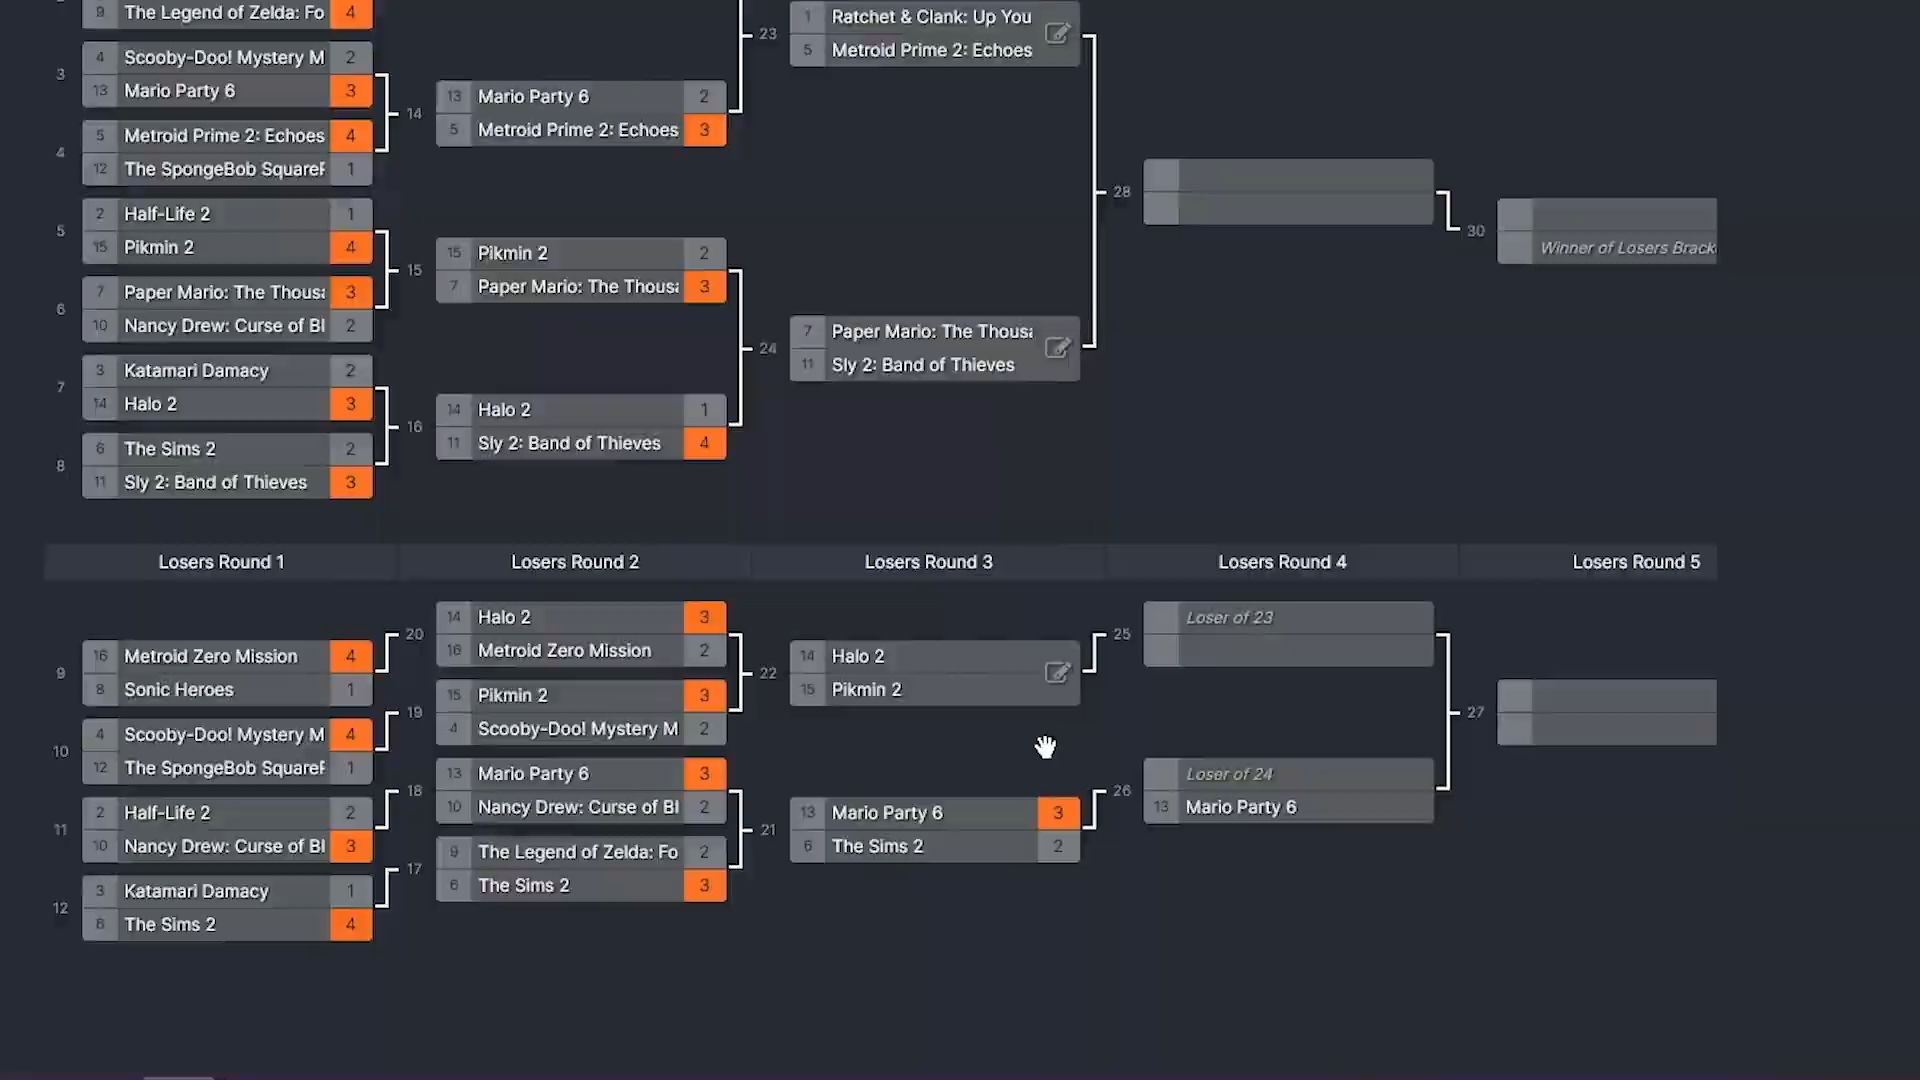 9 The Legend of Zelda: Fo 4
3
4 Scooby-Doo! Mystery M 2
13 Mario Party 6 3
4
5 Metroid Prime 2: Echoes 4
12 The SpongeBob Square 1
5
2 Half-Life 2 1
15 Pikmin 2 4
6
7 Paper Mario: The Thous 3
10 Nancy Drew: Curse of Bl 2
7
3 Katamari Damacy 2
14 Halo 2 3
8
6 The Sims 2 2
11 Sly 2: Band of Thieves 3
14
13 Mario Party 6 2
5 Metroid Prime 2: Echoes 3
15
15 Pikmin 2 2
7 Paper Mario: The Thous 3
16
14 Halo 2 1
11 Sly 2: Band of Thieves 4
23
1 Ratchet & Clank: Up You
5 Metroid Prime 2: Echoes
24
7 Paper Mario: The Thous
11 Sly 2: Band of Thieves
28
30
Winner of Losers Brack
Losers Round 1
Losers Round 2
Losers Round 3
Losers Round 4
Losers Round 5
9
16 Metroid Zero Mission 4
8 Sonic Heroes 1
10
4 Scooby-Doo! Mystery M 4
12 The SpongeBob Square 1
11
2 Half-Life 2 2
10 Nancy Drew: Curse of Bl 3
12
3 Katamari Damacy 1
6 The Sims 2 4
20
14 Halo 2 3
16 Metroid Zero Mission 2
19
15 Pikmin 2 3
4 Scooby-Doo! Mystery M 2
18
13 Mario Party 6 3
10 Nancy Drew: Curse of Bl 2
17
9 The Legend of Zelda: Fo 2
6 The Sims 2 3
22
14 Halo 2
15 Pikmin 2
21
13 Mario Party 6 3
6 The Sims 2 2
25
Loser of 23
26
Loser of 24
13 Mario Party 6
27